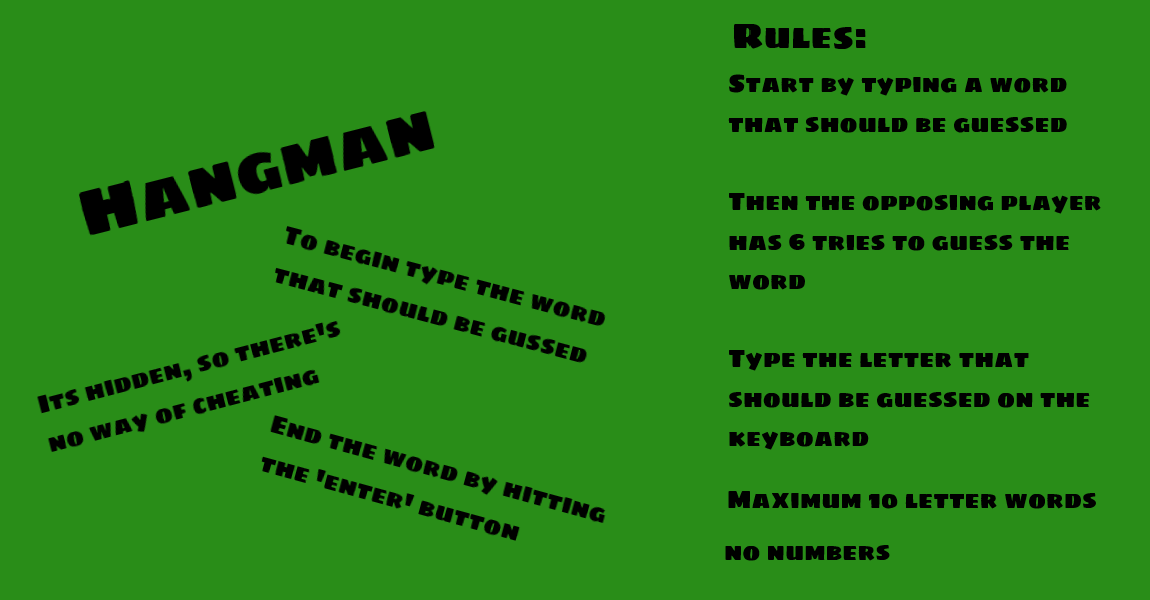 Hangman
To begin type the word
that should be gussed
Its hidden, so there's
no way of cheating
End the word by hitting
the 'enter' button
Rules:
Start by typing a word
that should be guessed
Then the opposing player
has 6 tries to guess the
word
Type the letter that
should be guessed on the
keyboard
Maximum 10 letter words
no numbers